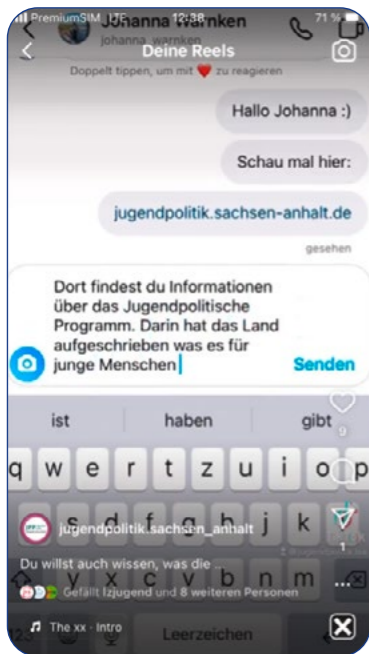 PremiumSIM LTE 12:38 71 %
Johanna Warnken
johanna_warnken
Deine Reels
Doppelt tippen, um mit ❤️ zu reagieren
Hallo Johanna :)
Schau mal hier:
jugendpolitik.sachsen-anhalt.de
gesehen
Dort findest du Informationen
über das Jugendpolitische
Programm. Darin hat das Land
aufgeschrieben was es für
junge Menschen
Senden
ist haben gibt
9
q w e r t z u i o p
s d f g h j k
jugendpolitik.sachsen_anhalt
1
Du willst auch wissen, was die ...
y x c v b n m
Gefällt lzjugend und 8 weiteren Personen
The xx · Intro
123 Leerzeichen